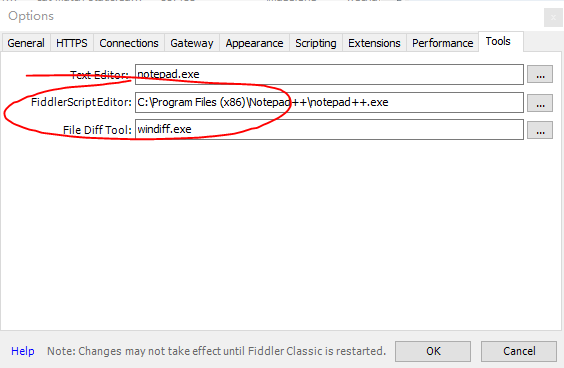 Options
General HTTPS Connections Gateway Appearance Scripting Extensions Performance Tools
Text Editor: notepad.exe ...
FiddlerScript Editor: C:\Program Files (x86)\Notepad++\notepad++.exe ...
File Diff Tool: windiff.exe ...
Help Note: Changes may not take effect until Fiddler Classic is restarted. OK Cancel